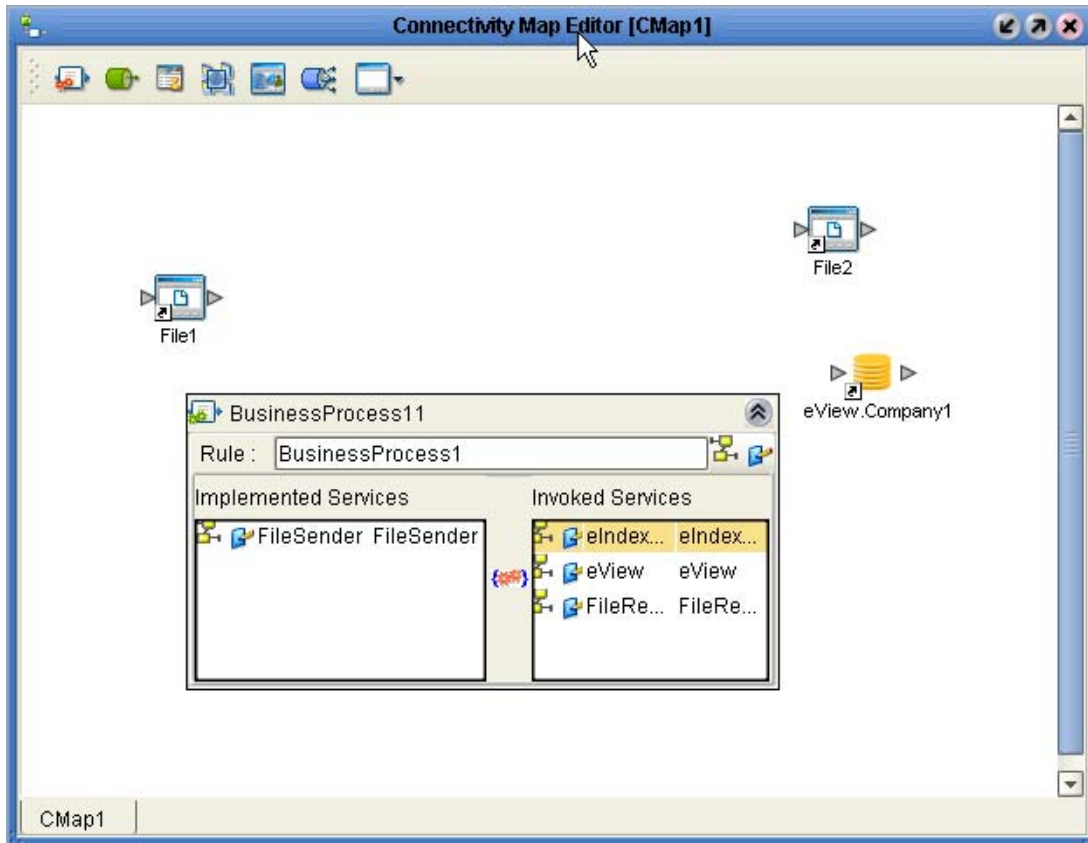 Connectivity Map Editor [CMap1]
File2
File1
eView.Company1
BusinessProcess11
Rule : BusinessProcess1
Implemented Services Invoked Services
FileSender FileSender eIndex... eIndex...
eView eView
FileRe... FileRe...
CMap1